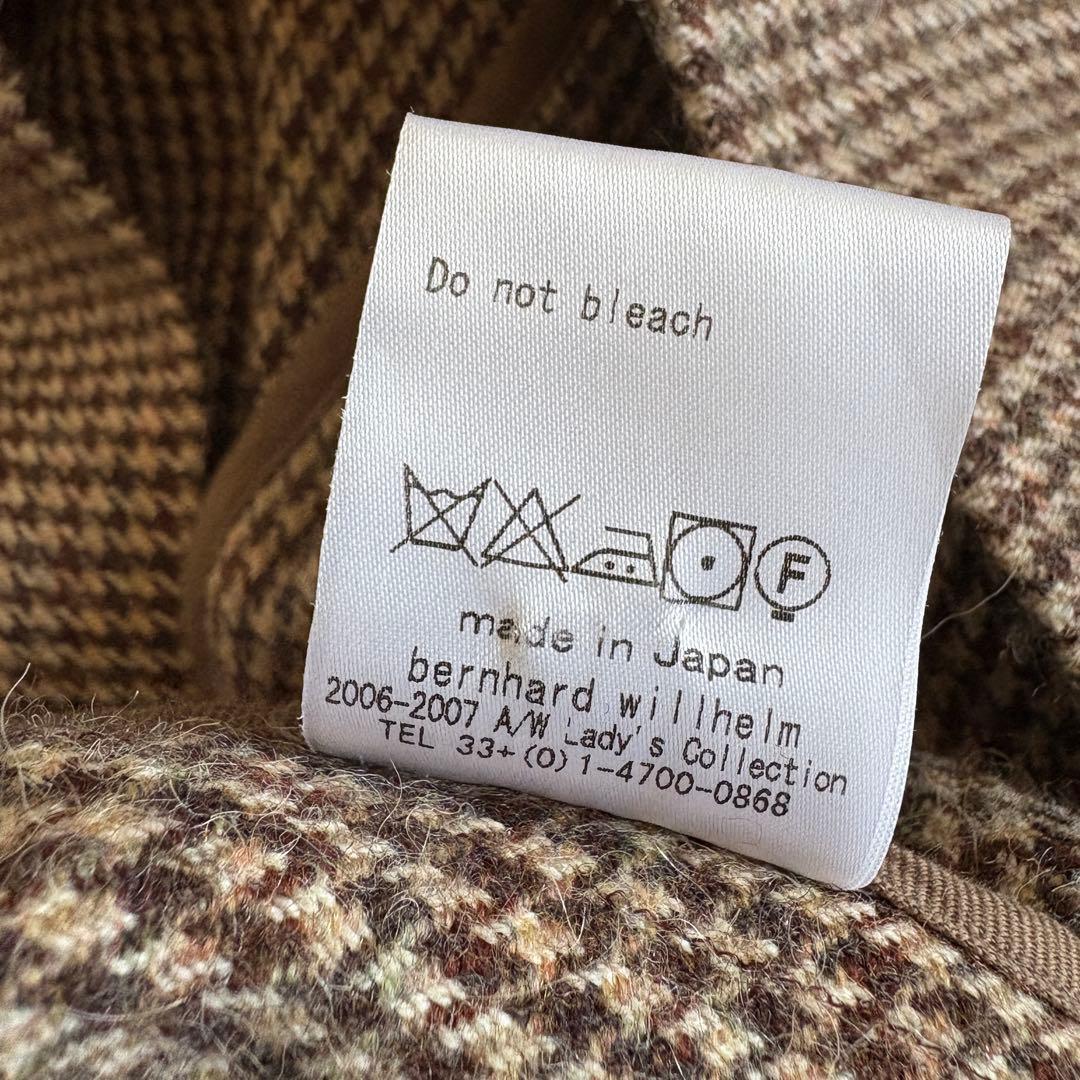 Do not bleach
F
made in Japan
bernhard willhelm
2006-2007 A/W Lady's Collection
TEL 33+(0)1-4700-0868